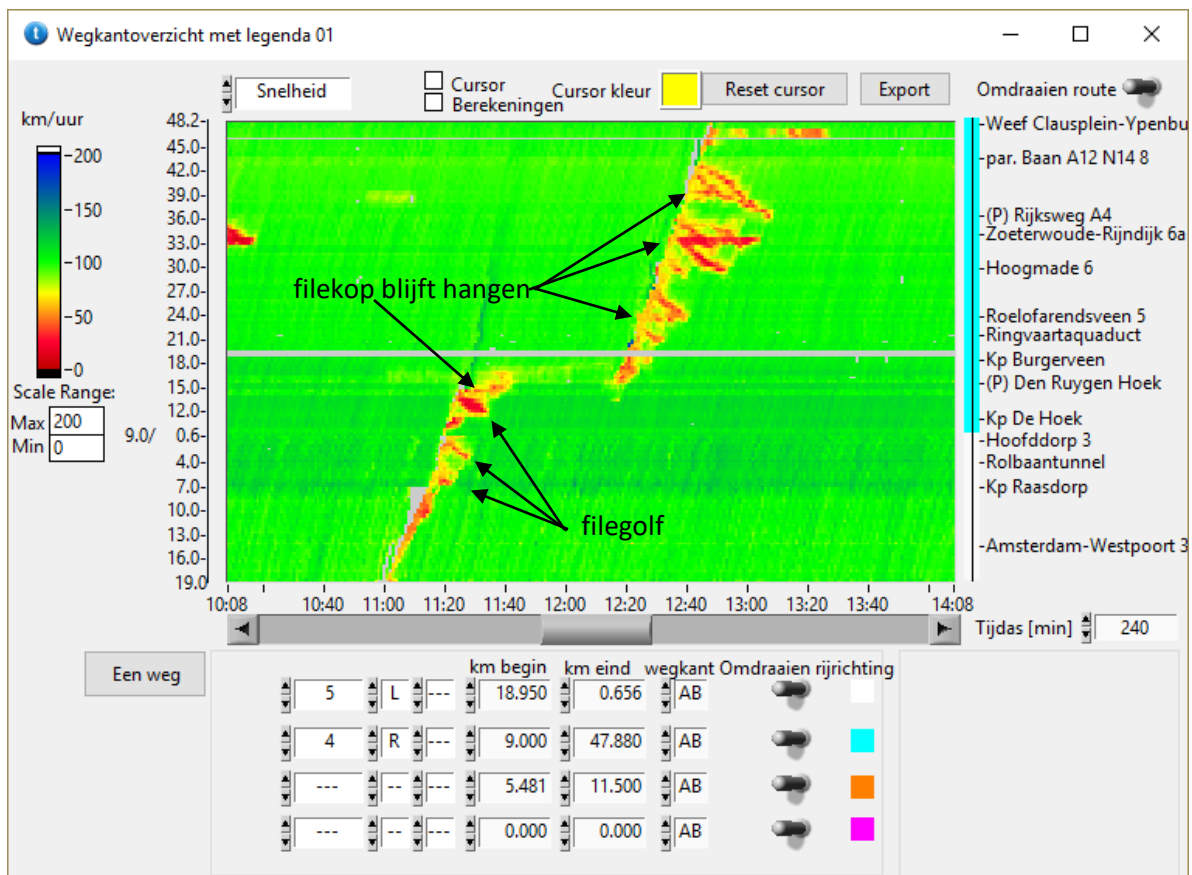 Wegkantoverzicht met legenda 01
Snelheid
Cursor
Berekeningen
Cursor kleur
Reset cursor
Export
Omdraaien route
km/uur
-200
-150
-100
-50
-0
Scale Range:
Max 200
Min 0
9.0/
48.2-
45.0-
42.0-
39.0-
36.0-
33.0-
30.0-
27.0-
24.0-
21.0-
18.0-
15.0-
12.0-
0.6-
4.0-
7.0-
10.0-
13.0-
16.0-
19.0
filekop blijft hangen
filegolf
-Weef Clausplein-Ypenbu
-par. Baan A12 N14 8
-(P) Rijksweg A4
-Zoeterwoude-Rijndijk 6a
-Hoogmade 6
-Roelofarendsveen 5
-Ringvaartaquaduct
-Kp Burgerveen
-(P) Den Ruygen Hoek
-Kp De Hoek
-Hoofddorp 3
-Rolbaantunnel
-Kp Raasdorp
-Amsterdam-Westpoort 3
10:08 10:40 11:00 11:20 11:40 12:00 12:20 12:40 13:00 13:20 13:40 14:08
Tijdas [min] 240
Een weg
km begin km eind wegkant Omdraaien rijrichting
5 L --- 18.950 0.656 AB
4 R --- 9.000 47.880 AB
--- -- --- 5.481 11.500 AB
--- -- --- 0.000 0.000 AB